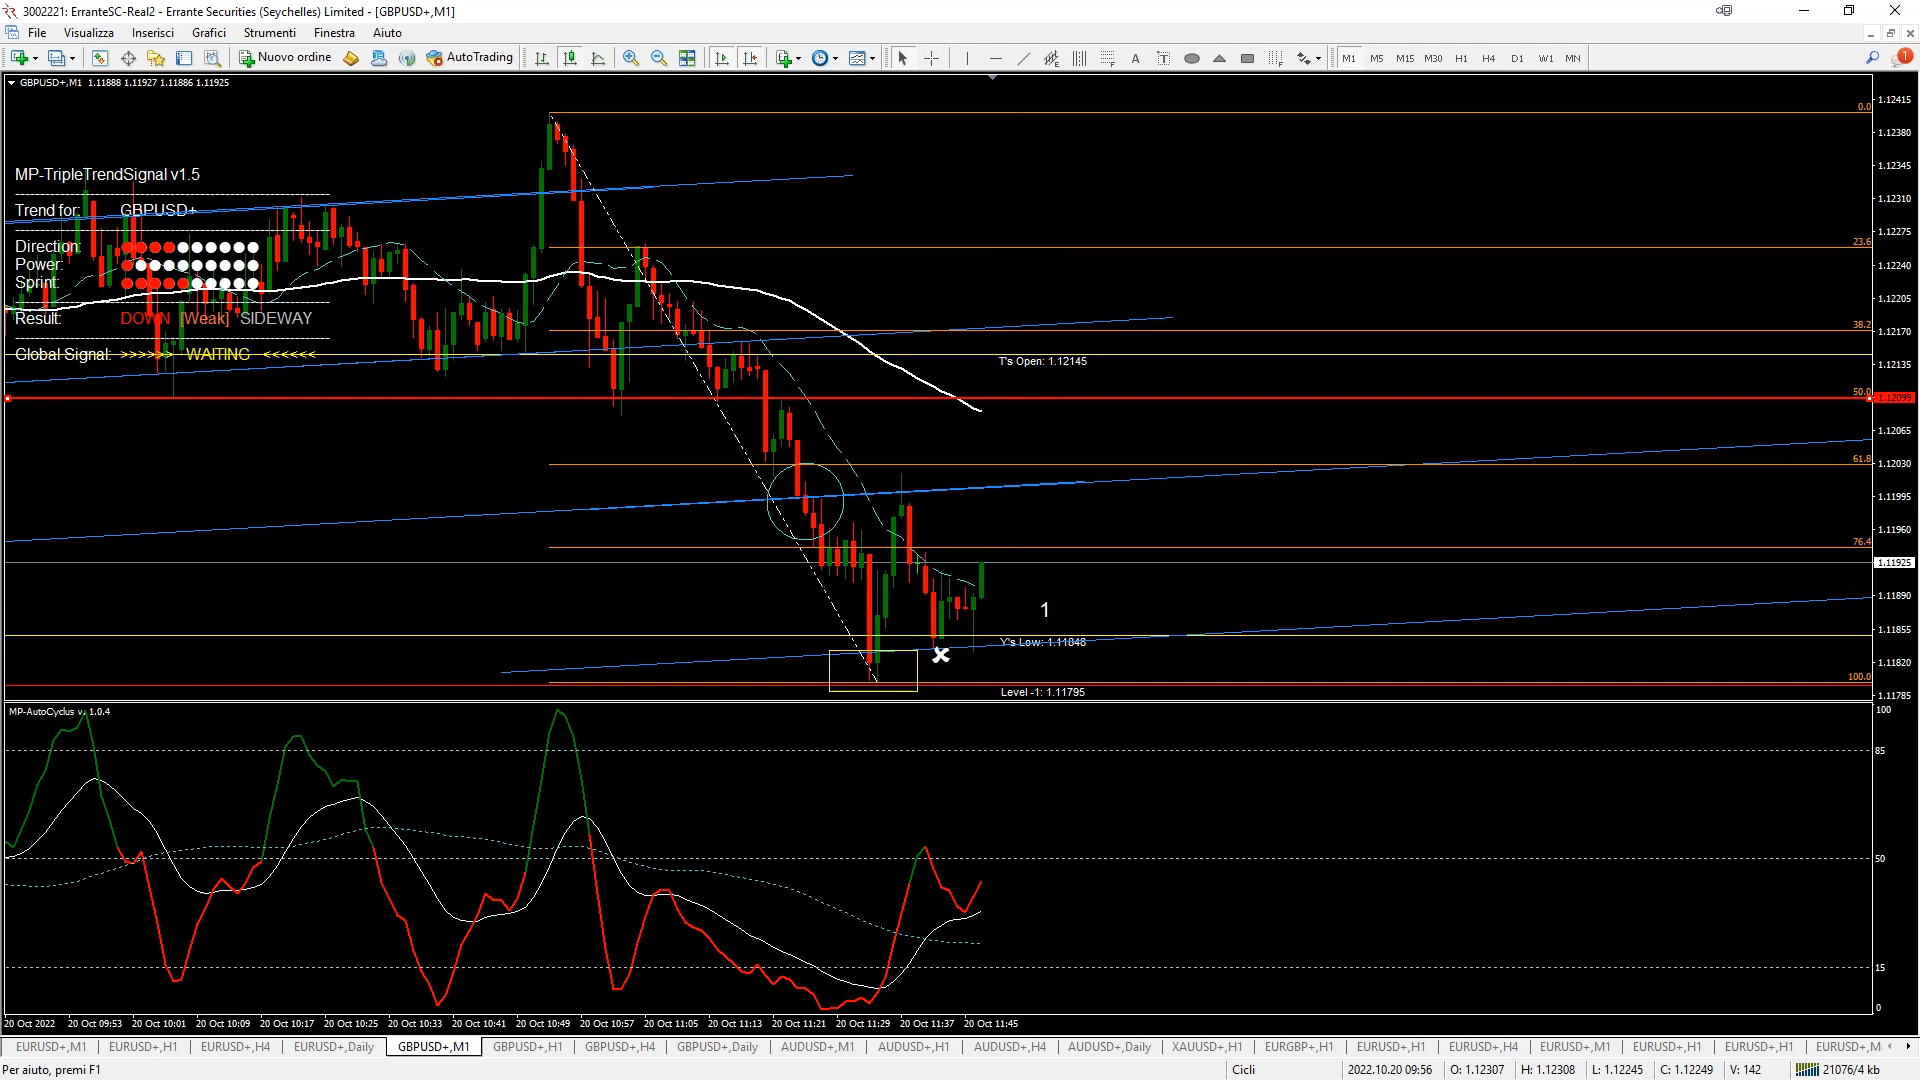 3002221: ErranteSC-Real2 - Errante Securities (Seychelles) Limited - [GBPUSD+,M1]
File Visualizza Inserisci Grafici Strumenti Finestra Aiuto
Nuovo ordine AutoTrading A T M1 M5 M15 M30 H1 H4 D1 W1 MN 1
GBPUSD+,M1 1.11888 1.11927 1.11886 1.11925
1.12415
0.0
1.12380
1.12345
MP-TripleTrendSignal v1.5
Trend for: GBPUSD+
1.12310
1.12275
23.6
Direction:
Power:
1.12240
Sprint:
1.12205
Result: DOWN [Weak] SIDEWAY
38.2
1.12170
Global Signal: >>>>>> WAITING <<<<<<
T's Open: 1.12145
1.12135
50.0
1.12099
1.12065
61.8
1.12030
1.11995
1.11960
76.4
1.11925
1.11890
1
1.11855
Y's Low: 1.11848
1.11820
100.0
Level -1: 1.11795
1.11785
MP-AutoCyclus v. 1.0.4
100
85
50
15
0
20 Oct 2022 20 Oct 09:53 20 Oct 10:01 20 Oct 10:09 20 Oct 10:17 20 Oct 10:25 20 Oct 10:33 20 Oct 10:41 20 Oct 10:49 20 Oct 10:57 20 Oct 11:05 20 Oct 11:13 20 Oct 11:21 20 Oct 11:29 20 Oct 11:37 20 Oct 11:45
EURUSD+,M1 EURUSD+,H1 EURUSD+,H4 EURUSD+,Daily GBPUSD+,M1 GBPUSD+,H1 GBPUSD+,H4 GBPUSD+,Daily AUDUSD+,M1 AUDUSD+,H1 AUDUSD+,H4 AUDUSD+,Daily XAUUSD+,H1 EURGBP+,H1 EURUSD+,H1 EURUSD+,H4 EURUSD+,M1 EURUSD+,H1 EURUSD+,H1 EURUSD+,M
Per aiuto, premi F1 Cicli 2022.10.20 09:56 O: 1.12307 H: 1.12308 L: 1.12245 C: 1.12249 V: 142 21076/4 kb